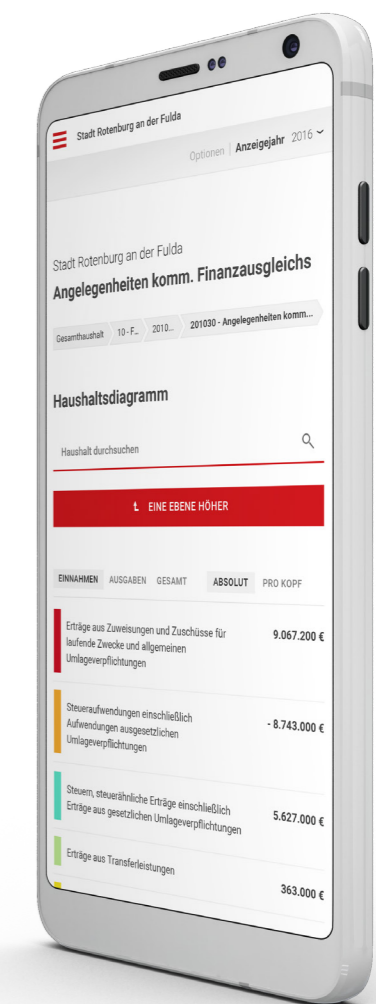 Stadt Rotenburg an der Fulda
Optionen | Anzeigejahr 2016
Stadt Rotenburg an der Fulda
Angelegenheiten komm. Finanzausgleichs
Gesamthaushalt 10 - F... 2010... 201030 - Angelegenheiten komm...
Haushaltsdiagramm
Haushalt durchsuchen
EINE EBENE HÖHER
EINNAHMEN AUSGABEN GESAMT ABSOLUT PRO KOPF
Erträge aus Zuweisungen und Zuschüsse für 9.067.200 €
laufende Zwecke und allgemeinen
Umlageverpflichtungen
Steueraufwendungen einschließlich
Aufwendungen ausgesetzlichen - 8.743.000 €
Umlageverpflichtungen
Steuern, steuerähnliche Erträge einschließlich
Erträge aus gesetzlichen Umlageverpflichtungen 5.627.000 €
Erträge aus Transferleistungen
363.000 €